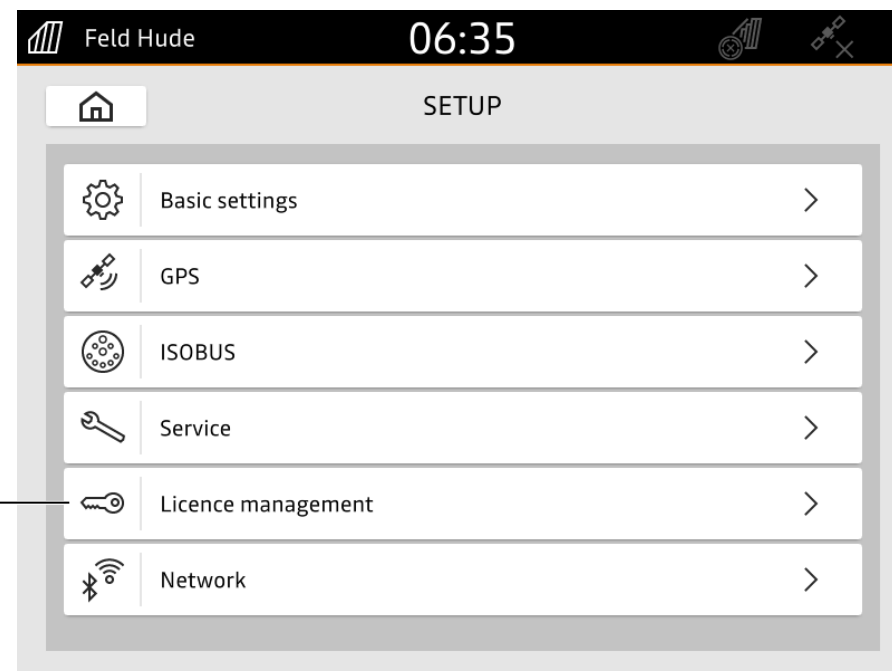 Feld Hude
06:35
SETUP
Basic settings
GPS
ISOBUS
Service
Licence management
Network